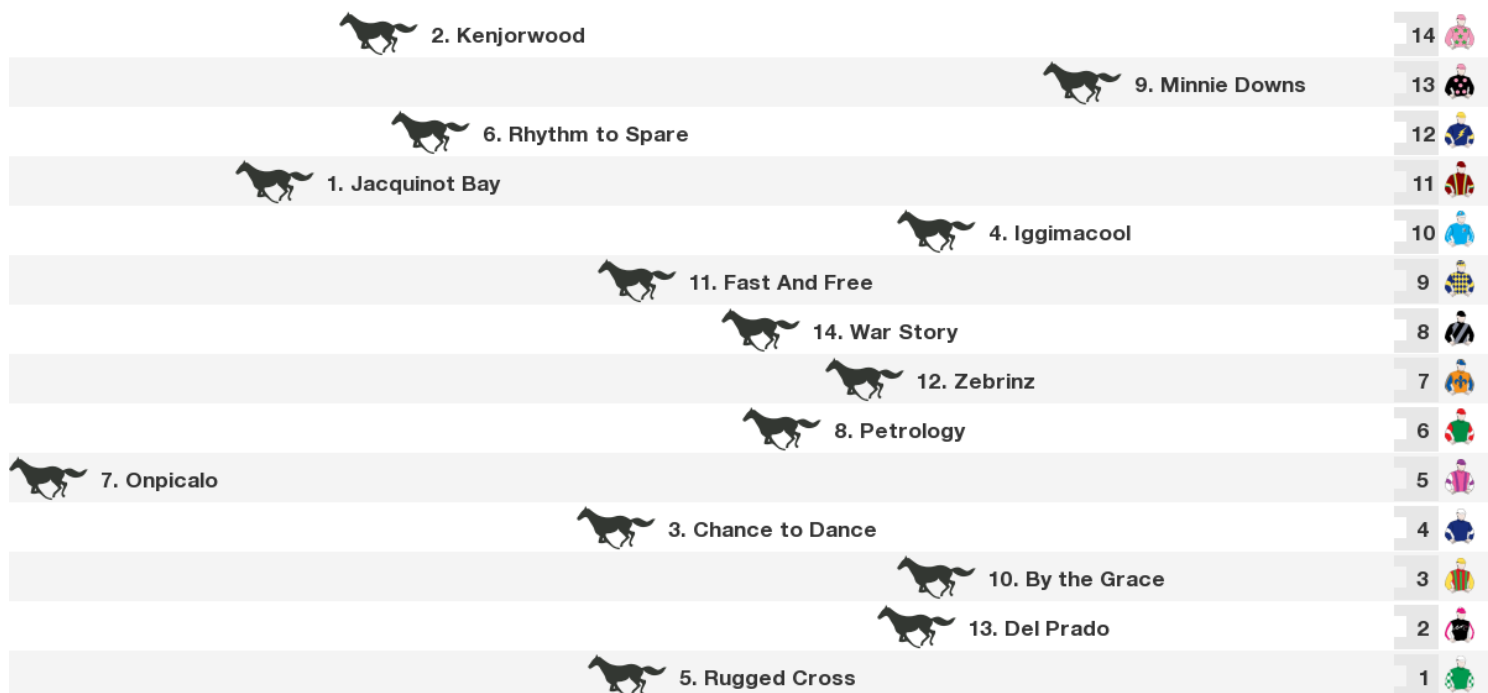 2. Kenjorwood 14
9. Minnie Downs 13
6. Rhythm to Spare 12
1. Jacquinot Bay 11
4. Iggimacool 10
11. Fast And Free 9
14. War Story 8
12. Zebrinz 7
8. Petrology 6
7. Onpicalo 5
3. Chance to Dance 4
10. By the Grace 3
13. Del Prado 2
5. Rugged Cross 1